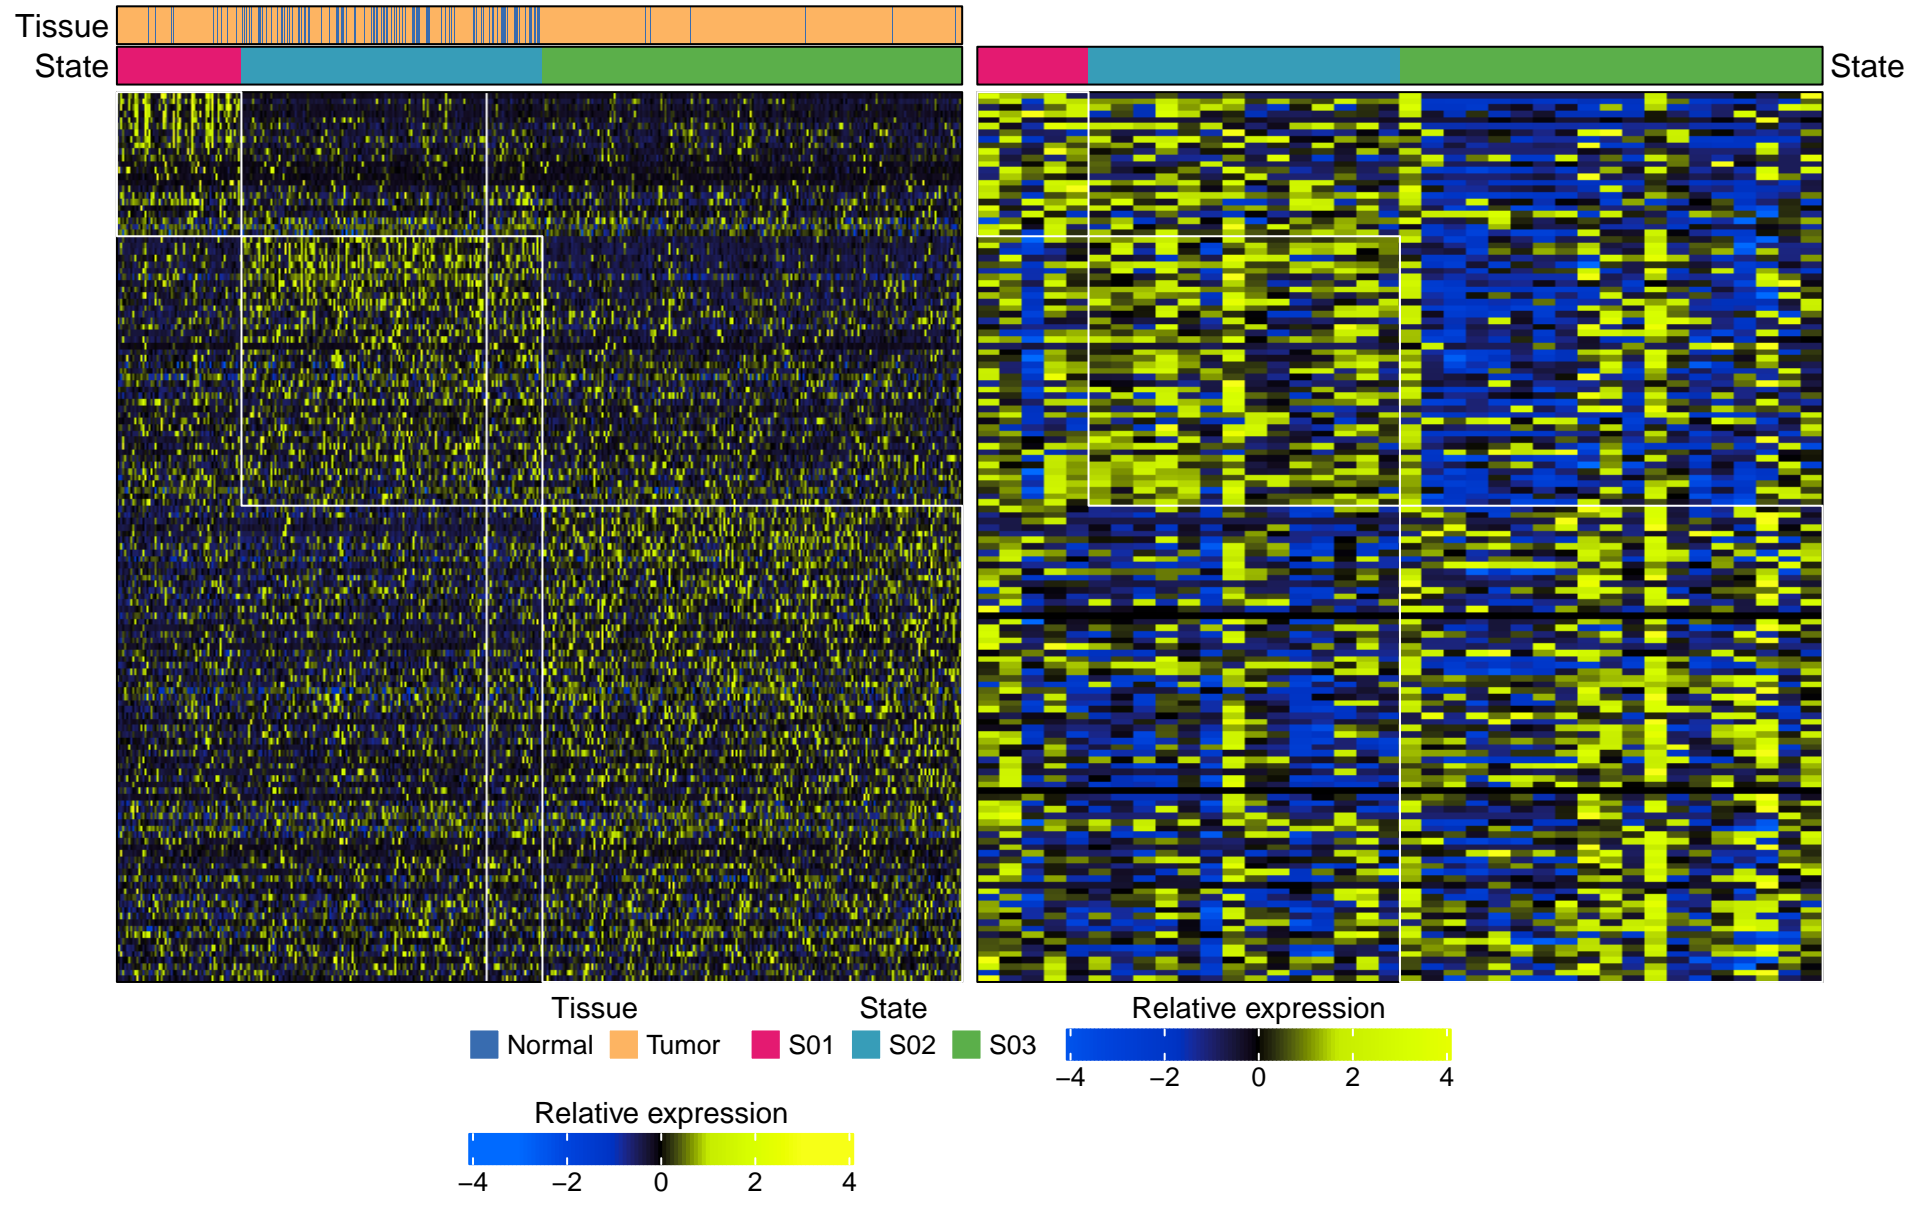 Tissue
State
State
Tissue
Normal Tumor
State
S01 S02 S03
Relative expression
−4 −2 0 2 4
Relative expression
−4 −2 0 2 4